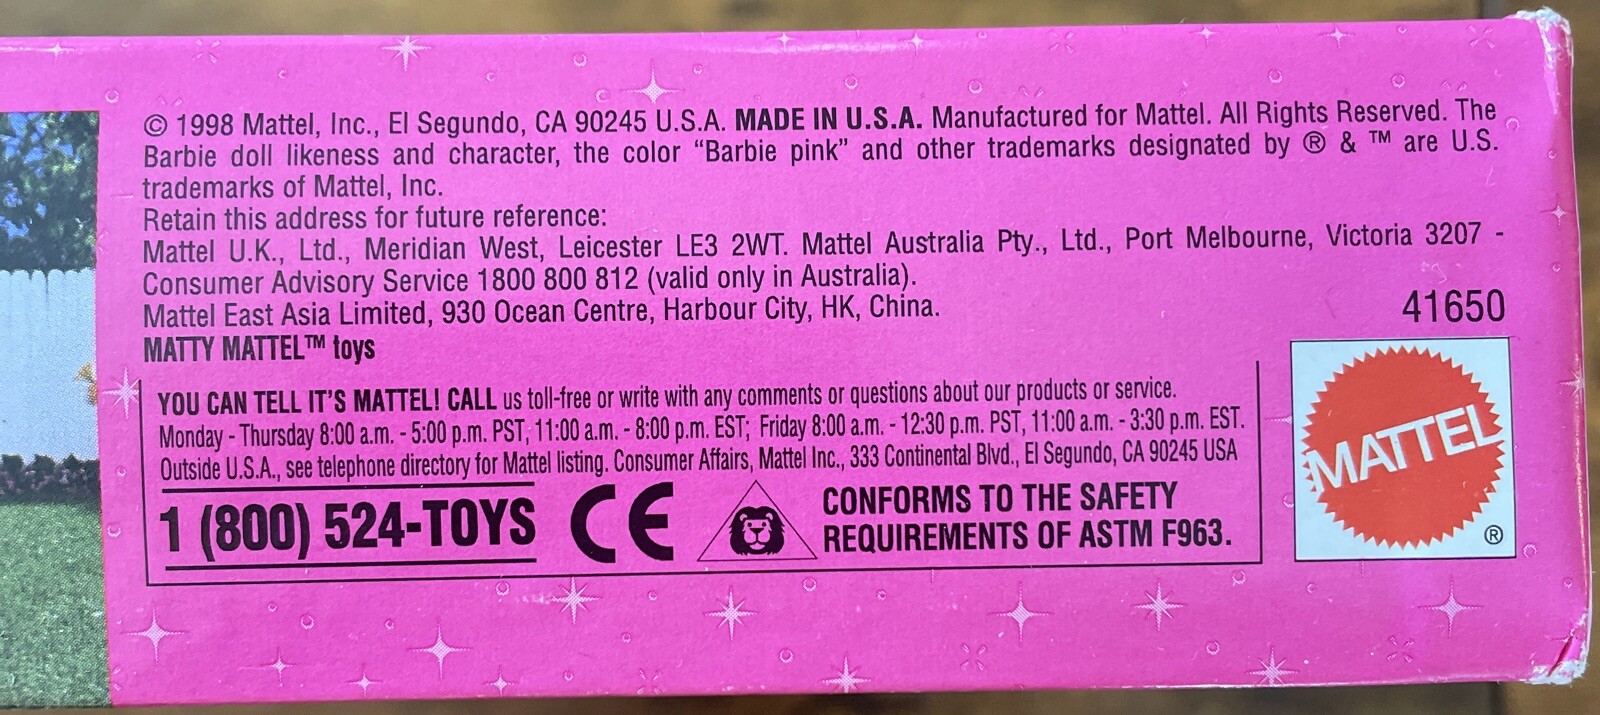 © 1998 Mattel, Inc., El Segundo, CA 90245 U.S.A. MADE IN U.S.A. Manufactured for Mattel. All Rights Reserved. The
Barbie doll likeness and character, the color “Barbie pink” and other trademarks designated by ® & ™ are U.S.
trademarks of Mattel, Inc.
Retain this address for future reference:
Mattel U.K., Ltd., Meridian West, Leicester LE3 2WT. Mattel Australia Pty., Ltd., Port Melbourne, Victoria 3207 -
Consumer Advisory Service 1800 800 812 (valid only in Australia).
Mattel East Asia Limited, 930 Ocean Centre, Harbour City, HK, China.
41650
MATTY MATTEL™ toys
YOU CAN TELL IT'S MATTEL! CALL us toll-free or write with any comments or questions about our products or service.
Monday - Thursday 8:00 a.m. - 5:00 p.m. PST, 11:00 a.m. - 8:00 p.m. EST; Friday 8:00 a.m. - 12:30 p.m. PST, 11:00 a.m. - 3:30 p.m. EST.
Outside U.S.A., see telephone directory for Mattel listing. Consumer Affairs, Mattel Inc., 333 Continental Blvd., El Segundo, CA 90245 USA
1 (800) 524-TOYS
CE
CONFORMS TO THE SAFETY
REQUIREMENTS OF ASTM F963.
MATTEL
®